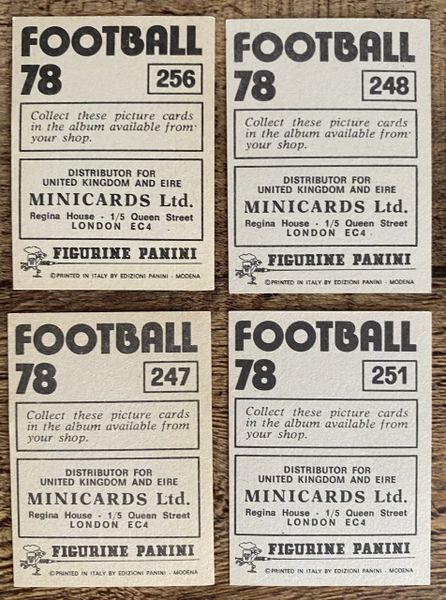 FOOTBALL
78 256
Collect these picture cards
in the album available from
your shop.
DISTRIBUTOR FOR
UNITED KINGDOM AND EIRE
MINICARDS Ltd.
Regina House - 1/5 Queen Street
LONDON EC4
FIGURINE PANINI
©PRINTED IN ITALY BY EDIZIONI PANINI - MODENA
FOOTBALL
78 248
Collect these picture cards
in the album available from
your shop.
DISTRIBUTOR FOR
UNITED KINGDOM AND EIRE
MINICARDS Ltd.
Regina House - 1/5 Queen Street
LONDON EC4
FIGURINE PANINI
©PRINTED IN ITALY BY EDIZIONI PANINI - MODENA
FOOTBALL
78 247
Collect these picture cards
in the album available from
your shop.
DISTRIBUTOR FOR
UNITED KINGDOM AND EIRE
MINICARDS Ltd.
Regina House - 1/5 Queen Street
LONDON EC4
FIGURINE PANINI
©PRINTED IN ITALY BY EDIZIONI PANINI - MODENA
FOOTBALL
78 251
Collect these picture cards
in the album available from
your shop.
DISTRIBUTOR FOR
UNITED KINGDOM AND EIRE
MINICARDS Ltd.
Regina House - 1/5 Queen Street
LONDON EC4
FIGURINE PANINI
©PRINTED IN ITALY BY EDIZIONI PANINI - MODENA